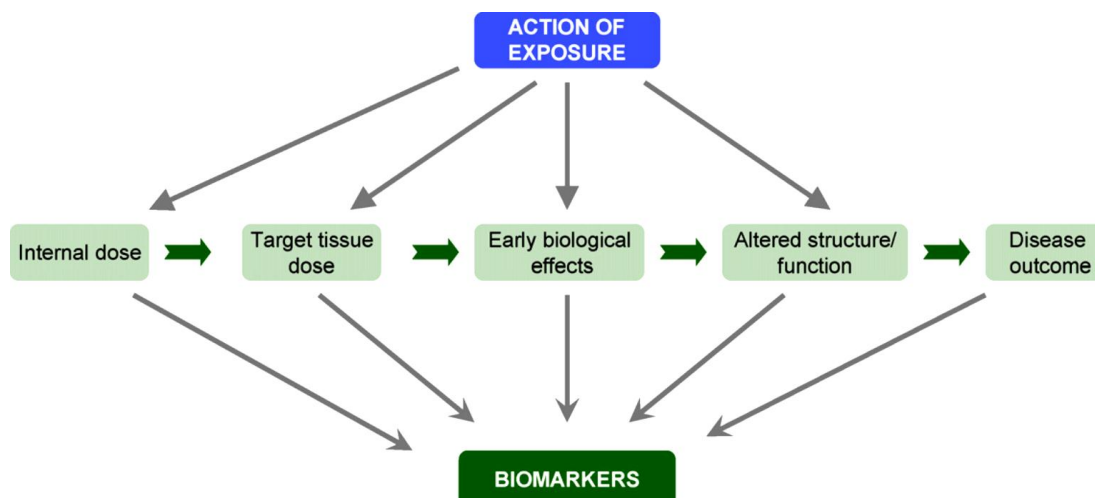 ACTION OF
EXPOSURE
Internal dose
Target tissue
dose
Early biological
effects
Altered structure/
function
Disease
outcome
BIOMARKERS